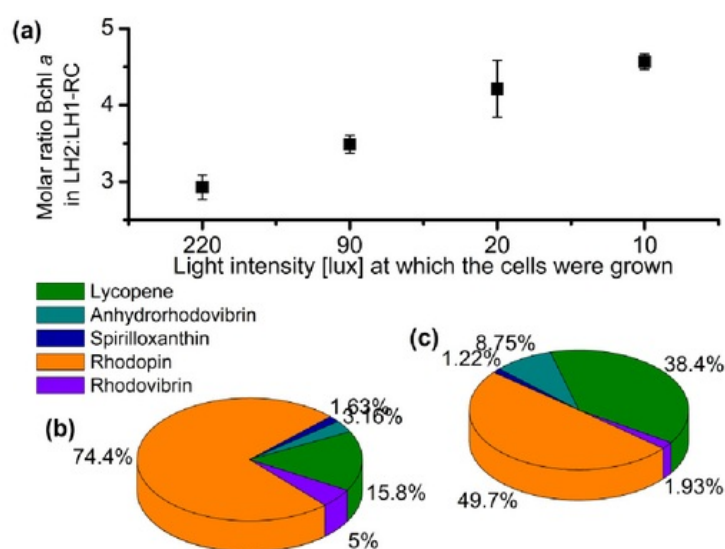 (a)
Molar ratio Bchl a
in LH2:LH1-RC
5
4
3
220 90 20 10
Light intensity [lux] at which the cells were grown
Lycopene
Anhydrorhodovibrin
Spirilloxanthin
Rhodopin
Rhodovibrin
(b)
1.63%
3.16%
74.4%
15.8%
5%
(c)
8.75%
1.22%
38.4%
49.7%
1.93%